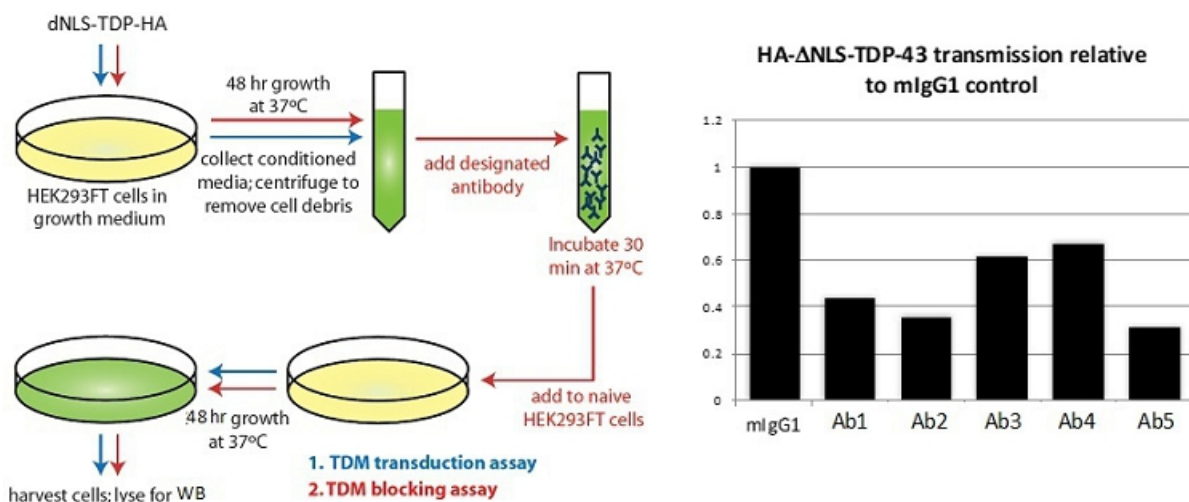 dNLS-TDP-HA
48 hr growth
at 37ºC
collect conditioned
media; centrifuge to
remove cell debris
HEK293FT cells in
growth medium
add designated
antibody
Incubate 30
min at 37ºC
add to naive
HEK293FT cells
48 hr growth
at 37ºC
harvest cells; lyse for WB
1. TDM transduction assay
2. TDM blocking assay
HA-ΔNLS-TDP-43 transmission relative
to mIgG1 control
1.2
1
0.8
0.6
0.4
0.2
0
mIgG1 Ab1 Ab2 Ab3 Ab4 Ab5